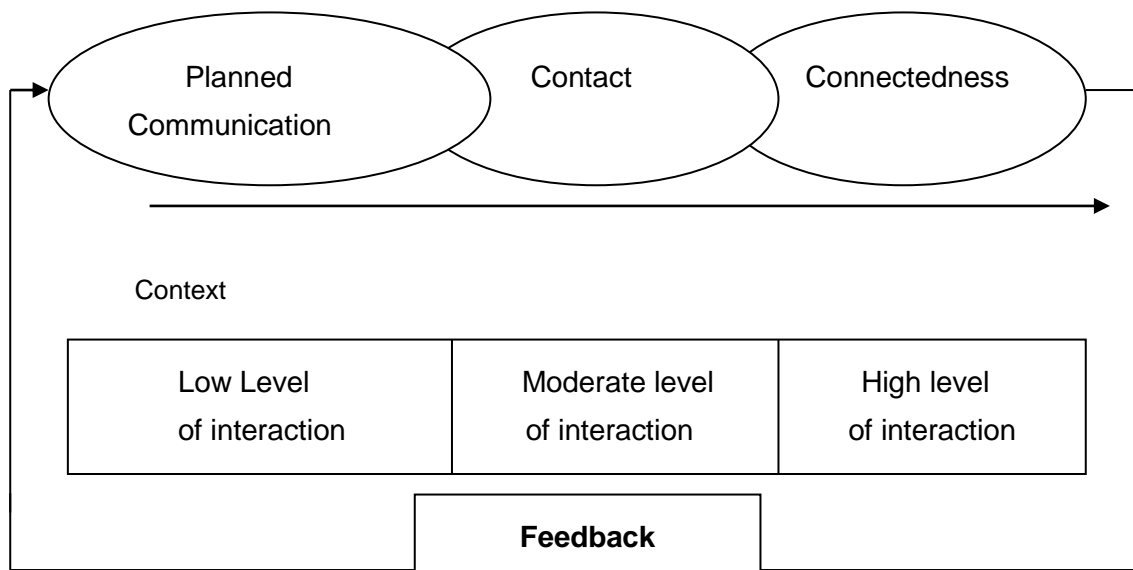 Planned
Communication
Contact
Connectedness
Context
Low Level
of interaction
Moderate level
of interaction
High level
of interaction
Feedback